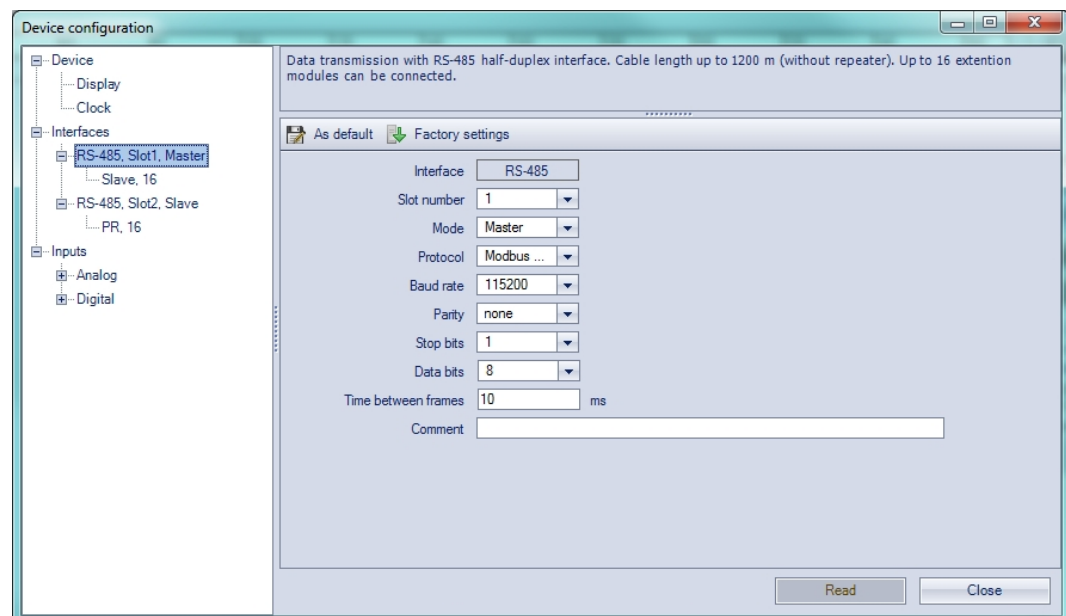 Device configuration
Device
Display
Clock
Interfaces
RS-485, Slot1, Master
Slave, 16
RS-485, Slot2, Slave
PR, 16
Inputs
Analog
Digital
Data transmission with RS-485 half-duplex interface. Cable length up to 1200 m (without repeater). Up to 16 extention
modules can be connected.
As default Factory settings
Interface RS-485
Slot number 1
Mode Master
Protocol Modbus ...
Baud rate 115200
Parity none
Stop bits 1
Data bits 8
Time between frames 10 ms
Comment
Read Close